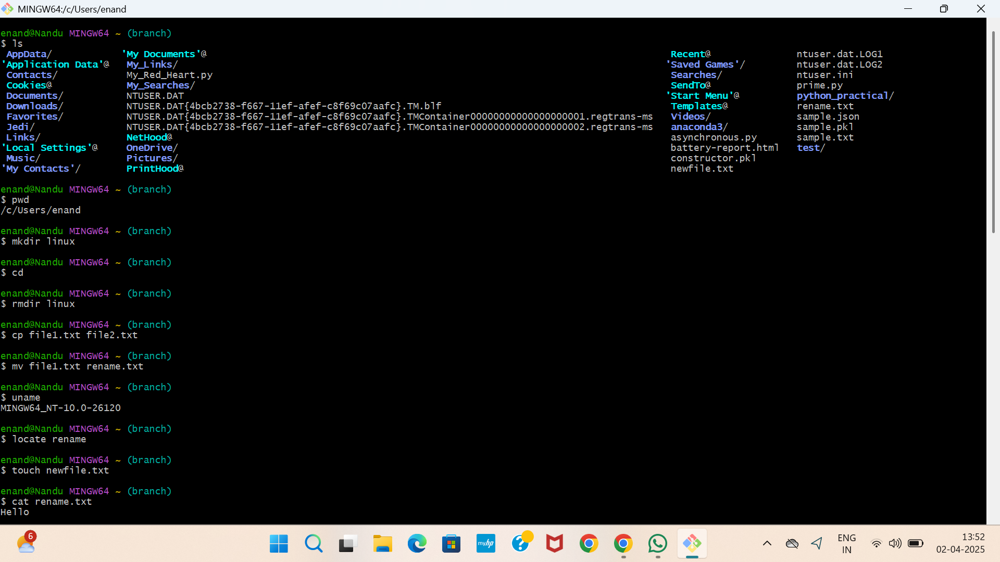 MINGW64:/c/Users/enand
enand@Nandu MINGW64 ~ (branch)
$ ls
AppData/ 'My Documents'@ Recent@ ntuser.dat.LOG1
'Application Data'@ My_Links/ 'Saved Games'/ ntuser.dat.LOG2
Contacts/ My_Red_Heart.py Searches/ ntuser.ini
Cookies@ My_Searches/ SendTo@ prime.py
Documents/ NTUSER.DAT 'Start Menu'@ python_practical/
Downloads/ NTUSER.DAT{4bcb2738-f667-11ef-afef-c8f69c07aafc}.TM.blf Templates@ rename.txt
Favorites/ NTUSER.DAT{4bcb2738-f667-11ef-afef-c8f69c07aafc}.TMContainer00000000000000000001.regtrans-ms Videos/ sample.json
Jedi/ NTUSER.DAT{4bcb2738-f667-11ef-afef-c8f69c07aafc}.TMContainer00000000000000000002.regtrans-ms anaconda3/ sample.pkl
Links/ NetHood@ asynchronous.py sample.txt
'Local Settings'@ OneDrive/ battery-report.html test/
Music/ Pictures/ constructor.pkl
'My Contacts'/ PrintHood@ newfile.txt
enand@Nandu MINGW64 ~ (branch)
$ pwd
/c/Users/enand
enand@Nandu MINGW64 ~ (branch)
$ mkdir linux
enand@Nandu MINGW64 ~ (branch)
$ cd
enand@Nandu MINGW64 ~ (branch)
$ rmdir linux
enand@Nandu MINGW64 ~ (branch)
$ cp file1.txt file2.txt
enand@Nandu MINGW64 ~ (branch)
$ mv file1.txt rename.txt
enand@Nandu MINGW64 ~ (branch)
$ uname
MINGW64_NT-10.0-26120
enand@Nandu MINGW64 ~ (branch)
$ locate rename
enand@Nandu MINGW64 ~ (branch)
$ touch newfile.txt
enand@Nandu MINGW64 ~ (branch)
$ cat rename.txt
Hello
6
myhp
ENG
IN
13:52
02-04-2025